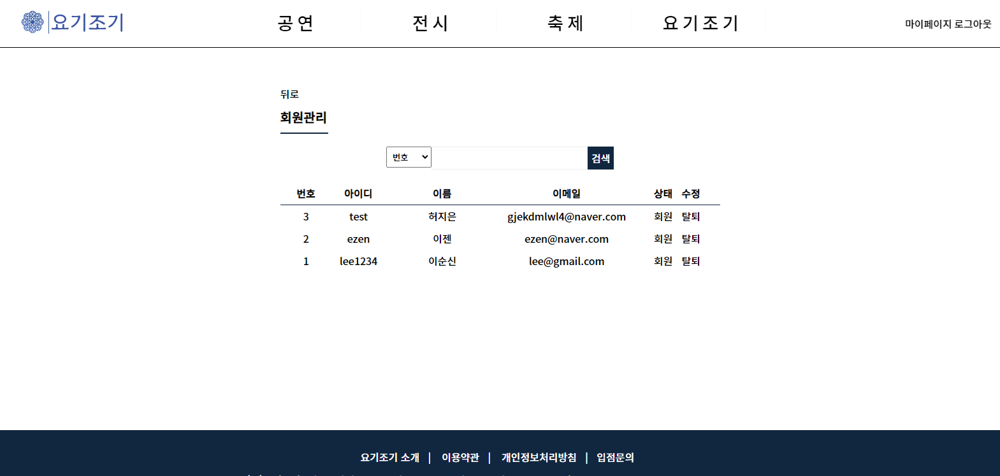 요기조기 공연 전시 축제 요기조기 마이페이지 로그아웃
뒤로
회원관리
번호 검색
번호 아이디 이름 이메일 상태 수정
3 test 허지은 gjekdmlwl4@naver.com 회원 탈퇴
2 ezen 이젠 ezen@naver.com 회원 탈퇴
1 lee1234 이순신 lee@gmail.com 회원 탈퇴
요기조기 소개 | 이용약관 | 개인정보처리방침 | 입점문의